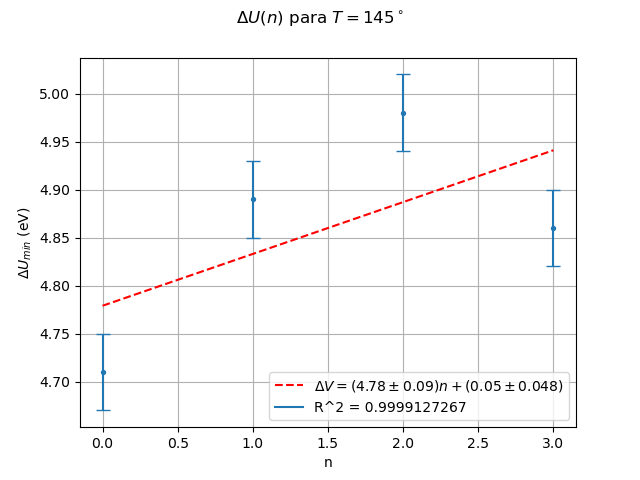 ΔU(n) para T = 145°
5.00
4.95
4.90
4.85
4.80
4.75
4.70
ΔU_min (eV)
0.0 0.5 1.0 1.5 2.0 2.5 3.0
n
ΔV = (4.78 ± 0.09)n + (0.05 ± 0.048)
R^2 = 0.9999127267